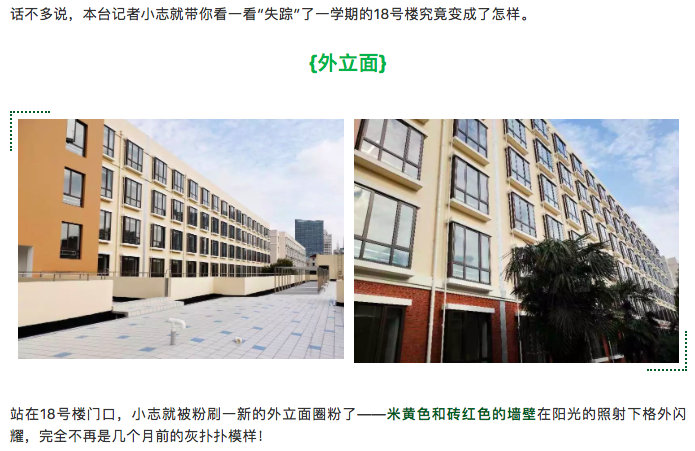 话不多说，本台记者小志就带你看一看“失踪”了一学期的18号楼究竟变成了怎样。
{外立面}
站在18号楼门口，小志就被粉刷一新的外立面圈粉了——米黄色和砖红色的墙壁在阳光的照射下格外闪
耀，完全不再是几个月前的灰扑扑模样！